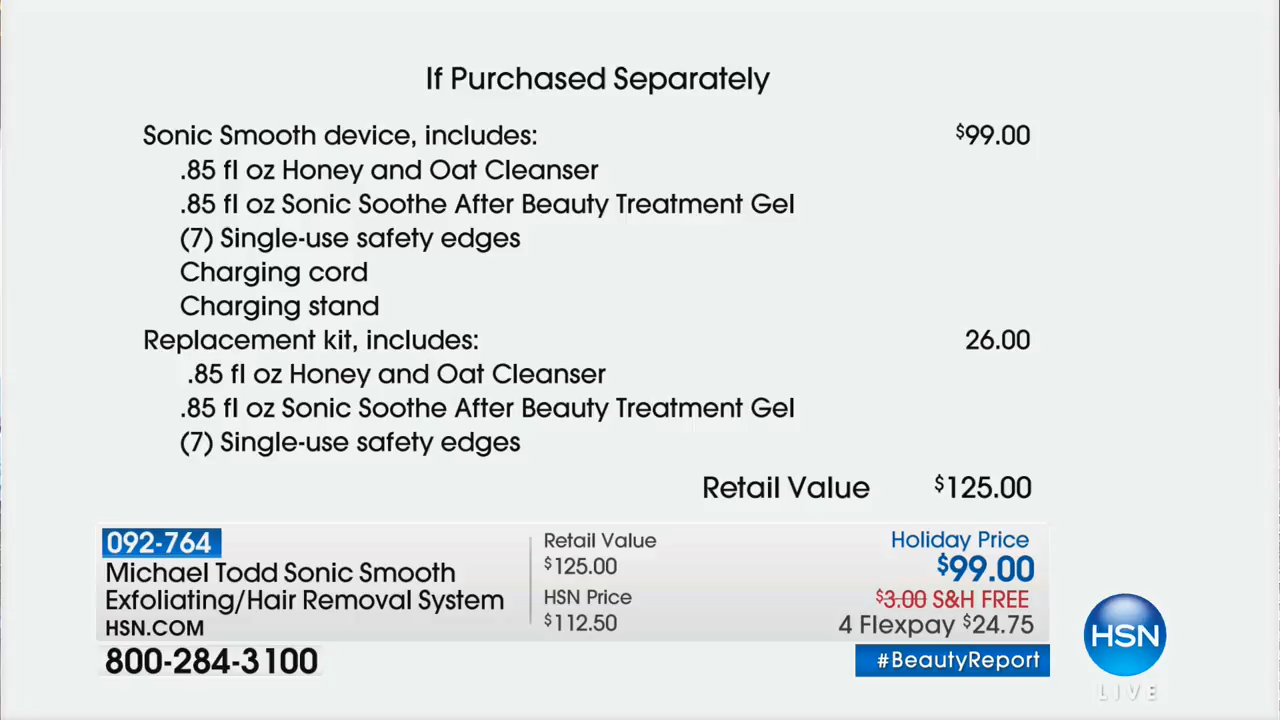 If Purchased Separately
Sonic Smooth device, includes: $99.00
.85 fl oz Honey and Oat Cleanser
.85 fl oz Sonic Soothe After Beauty Treatment Gel
(7) Single-use safety edges
Charging cord
Charging stand
Replacement kit, includes: 26.00
.85 fl oz Honey and Oat Cleanser
.85 fl oz Sonic Soothe After Beauty Treatment Gel
(7) Single-use safety edges
Retail Value $125.00
092-764
Michael Todd Sonic Smooth
Exfoliating/Hair Removal System
HSN.COM
800-284-3100
Retail Value
$125.00
HSN Price
$112.50
Holiday Price
$99.00
$3.00 S&H FREE
4 Flexpay $24.75
#BeautyReport
HSN
LIVE